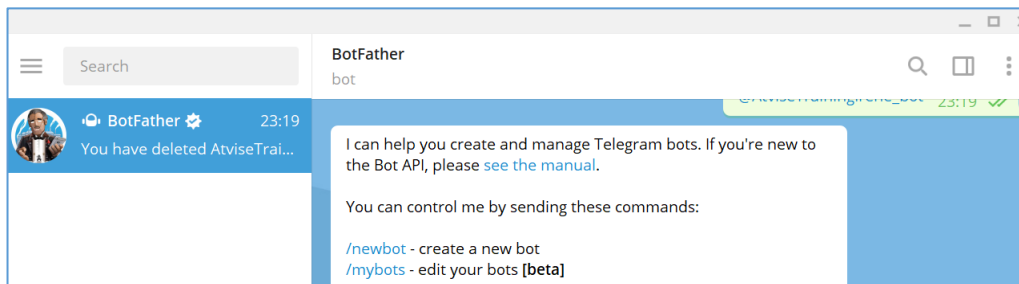 Search
BotFather
bot
BotFather 23:19
You have deleted AtviseTrai...
@AtviseTrainingIrene_bot 23:19
I can help you create and manage Telegram bots. If you're new to
the Bot API, please see the manual.
You can control me by sending these commands:
/newbot - create a new bot
/mybots - edit your bots [beta]